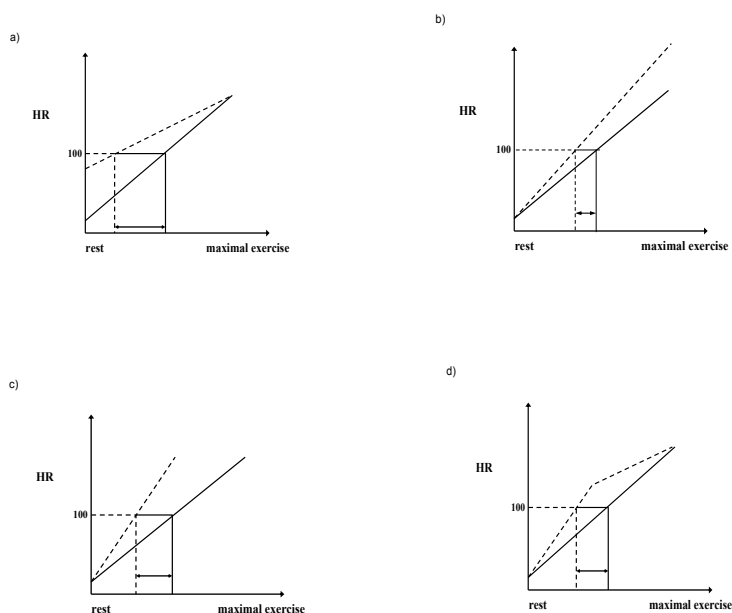 a)
HR
100
rest maximal exercise
b)
HR
100
rest maximal exercise
c)
HR
100
rest maximal exercise
d)
HR
100
rest maximal exercise